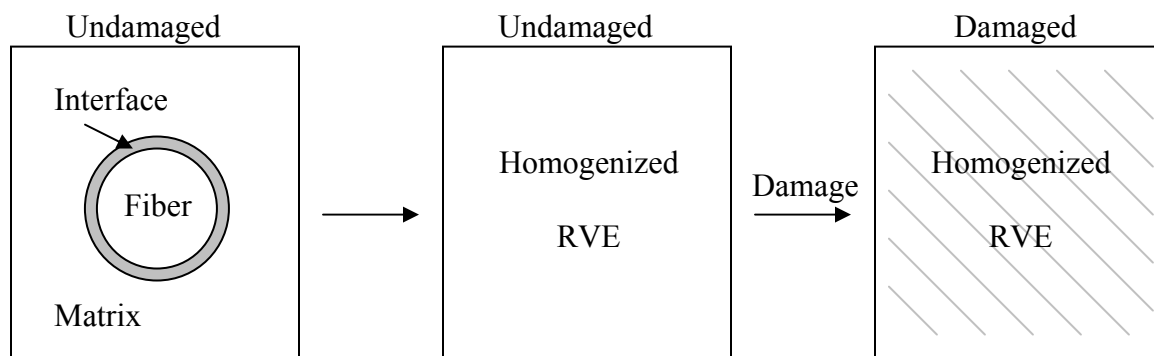 Undamaged
Interface
Fiber
Matrix
Undamaged
Homogenized
RVE
Damage
Damaged
Homogenized
RVE